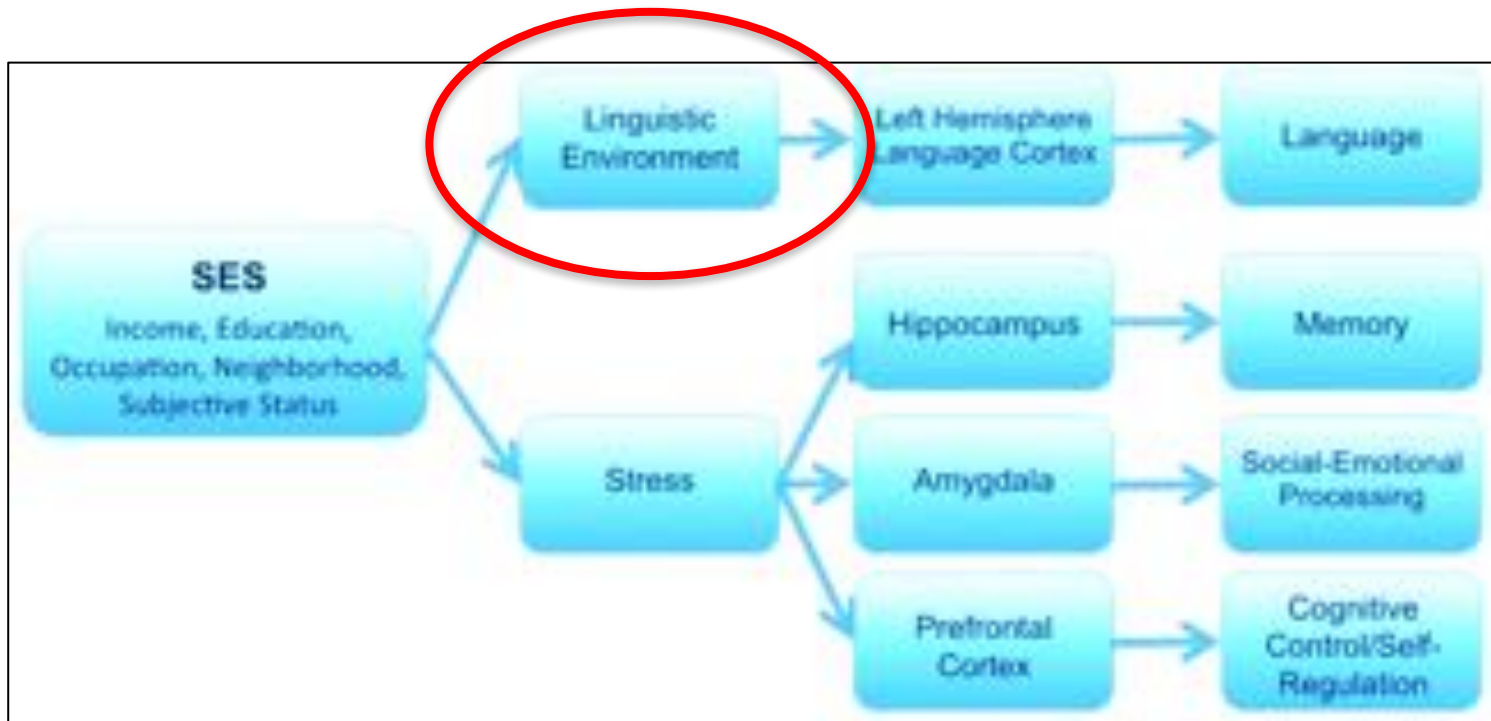 Linguistic
Environment
Left Hemisphere
Language Cortex
Language
SES
Income, Education,
Occupation, Neighborhood,
Subjective Status
Hippocampus
Memory
Stress
Amygdala
Social-Emotional
Processing
Prefrontal
Cortex
Cognitive
Control/Self-
Regulation